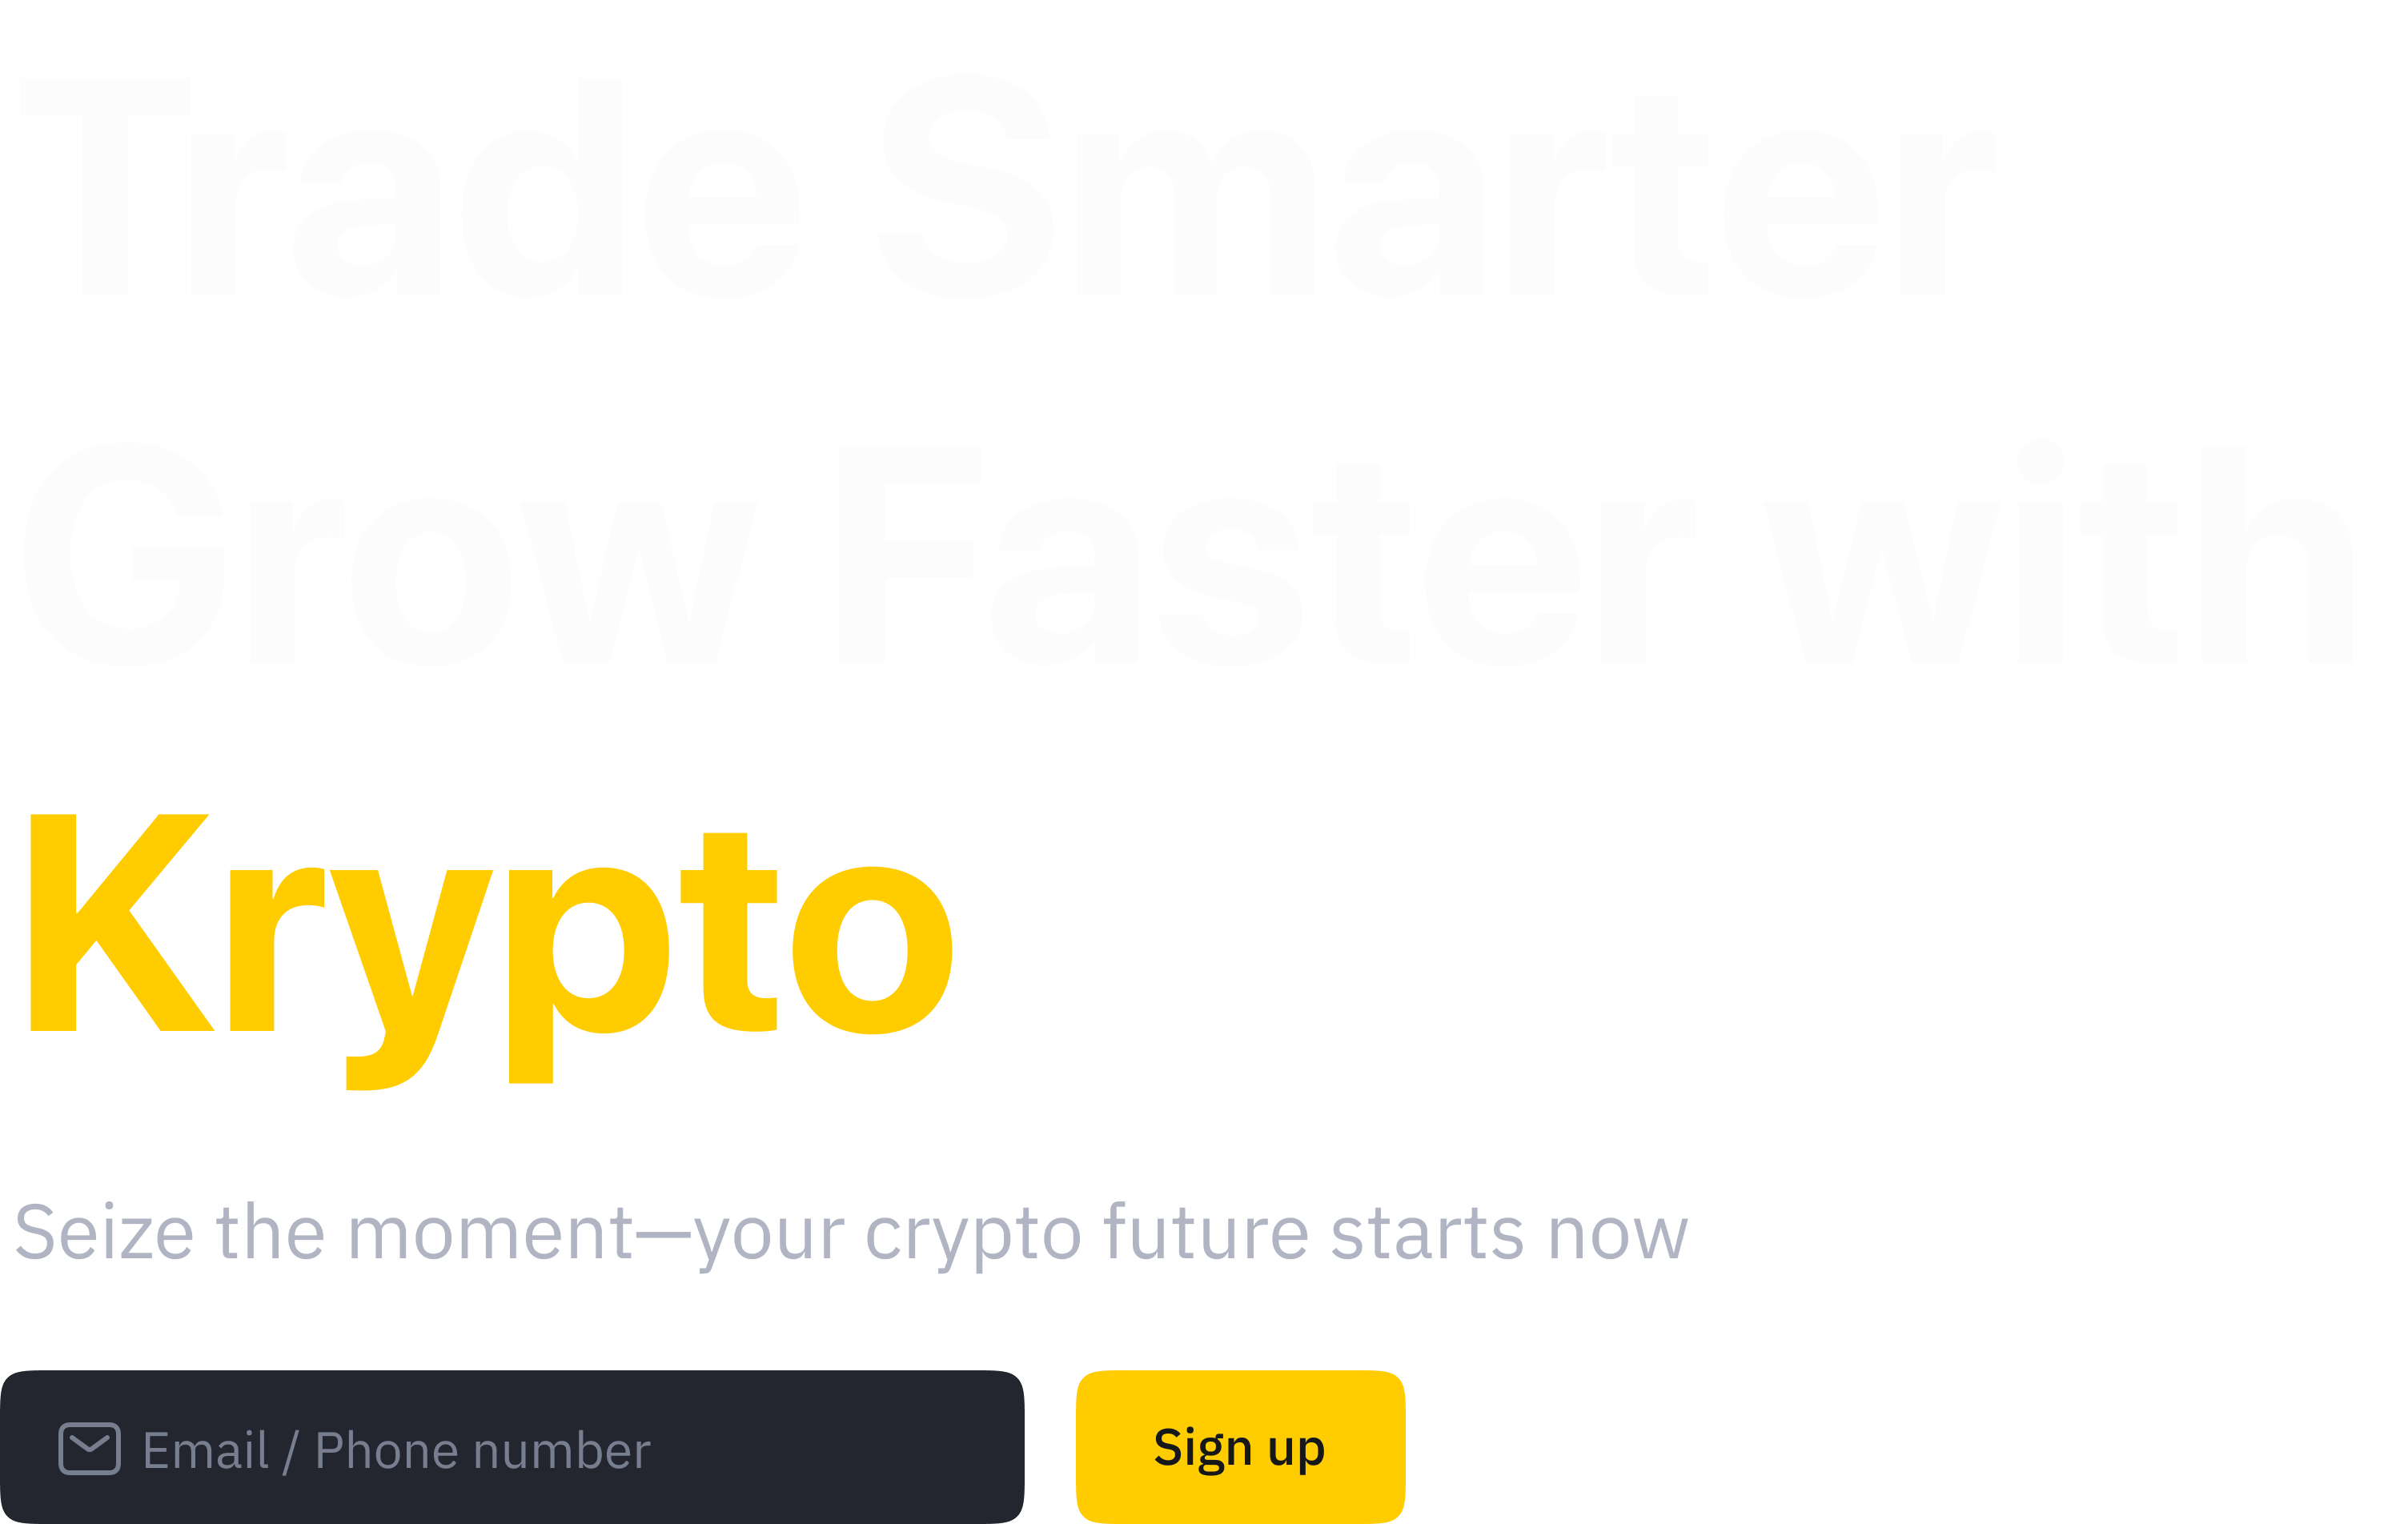 Trade Smarter
Grow Faster with
Krypto
Seize the moment—your crypto future starts now
Email / Phone number
Sign up